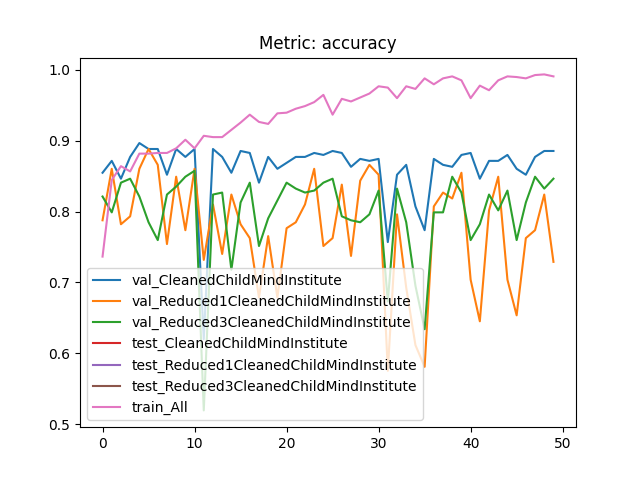 Metric: accuracy
1.0
0.9
0.8
0.7
0.6
0.5
val_CleanedChildMindInstitute
val_Reduced1CleanedChildMindInstitute
val_Reduced3CleanedChildMindInstitute
test_CleanedChildMindInstitute
test_Reduced1CleanedChildMindInstitute
test_Reduced3CleanedChildMindInstitute
train_All
0 10 20 30 40 50